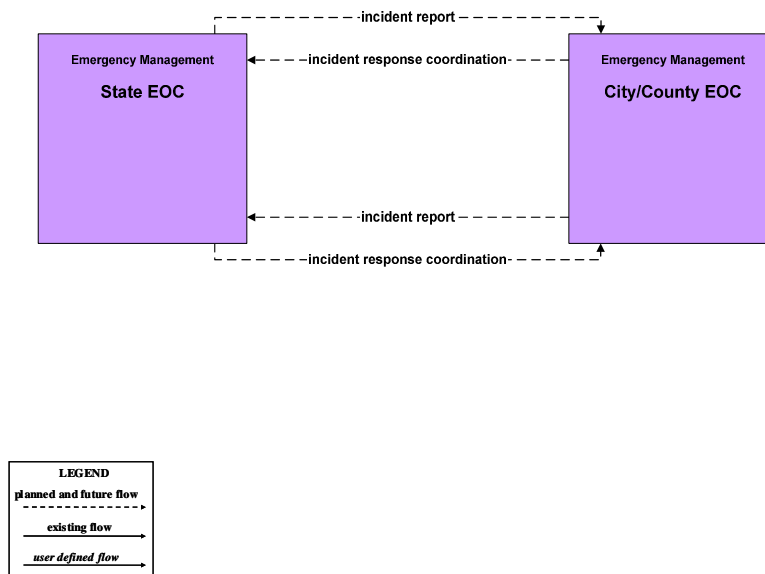 incident report
Emergency Management
incident response coordination
Emergency Management
State EOC
City/County EOC
incident report
incident response coordination
LEGEND
planned and future flow
existing flow
user defined flow